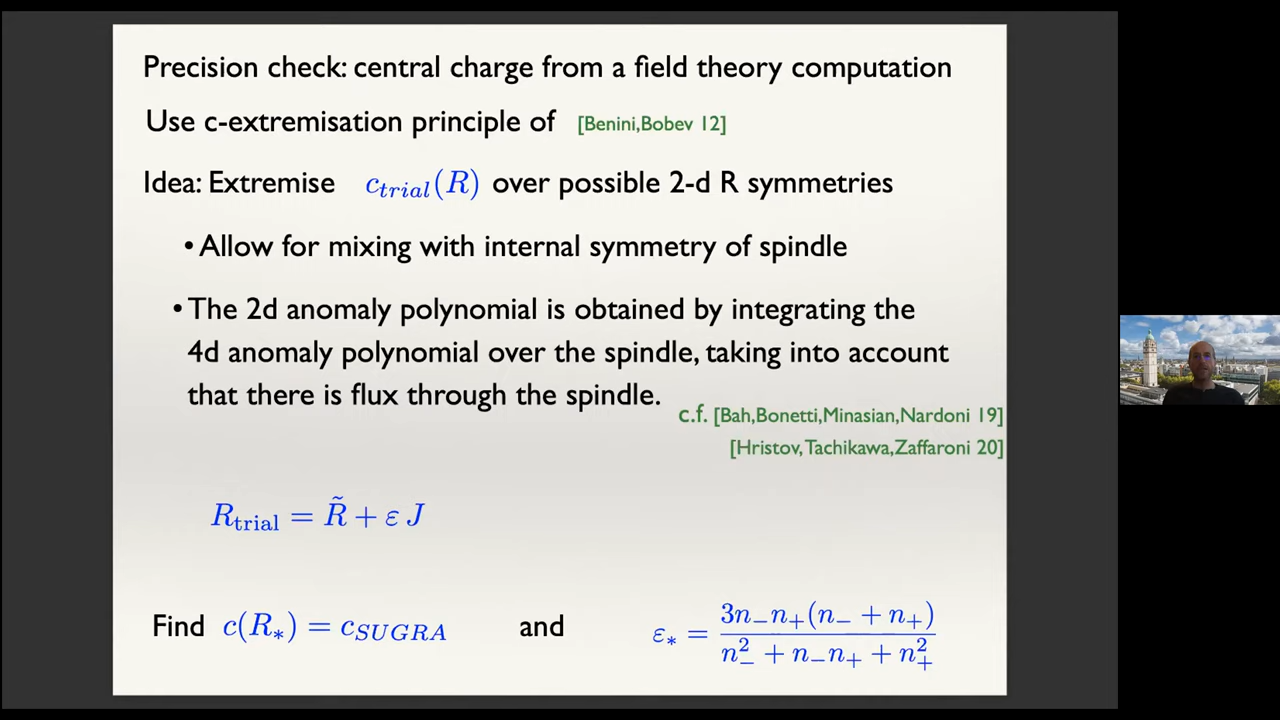 Precision check: central charge from a field theory computation
Use c-extremisation principle of [Benini,Bobev 12]
Idea: Extremise $c_{trial}(R)$ over possible 2-d R symmetries
• Allow for mixing with internal symmetry of spindle
• The 2d anomaly polynomial is obtained by integrating the
4d anomaly polynomial over the spindle, taking into account
that there is flux through the spindle.
c.f. [Bah,Bonetti,Minasian,Nardoni 19]
[Hristov,Tachikawa,Zaffaroni 20]
$R_{\text{trial}} = \tilde{R} + \varepsilon J$
Find $c(R_*) = c_{SUGRA}$ and $\varepsilon_* = \frac{3n_-n_+(n_- + n_+)}{n_-^2 + n_-n_+ + n_+^2}$